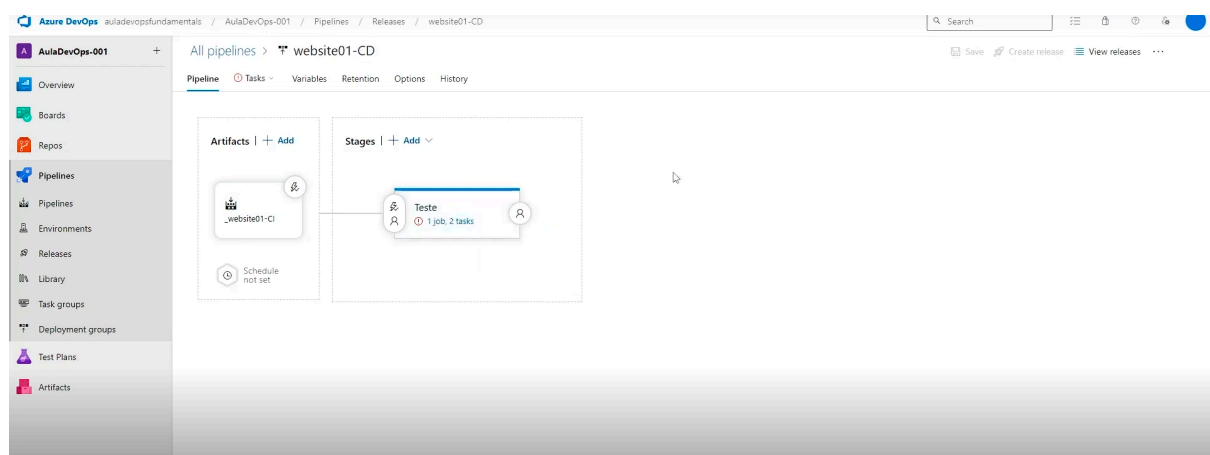 Azure DevOps auladevopsfundamentals / AulaDevOps-001 / Pipelines / Releases / website01-CD
Search
A AulaDevOps-001 +
All pipelines > website01-CD
Save Create release View releases ...
Pipeline Tasks Variables Retention Options History
Overview
Boards
Repos
Pipelines
Pipelines
Environments
Releases
Library
Task groups
Deployment groups
Test Plans
Artifacts
Artifacts | + Add
Stages | + Add
_website01-CI
Teste
1 job, 2 tasks
Schedule
not set